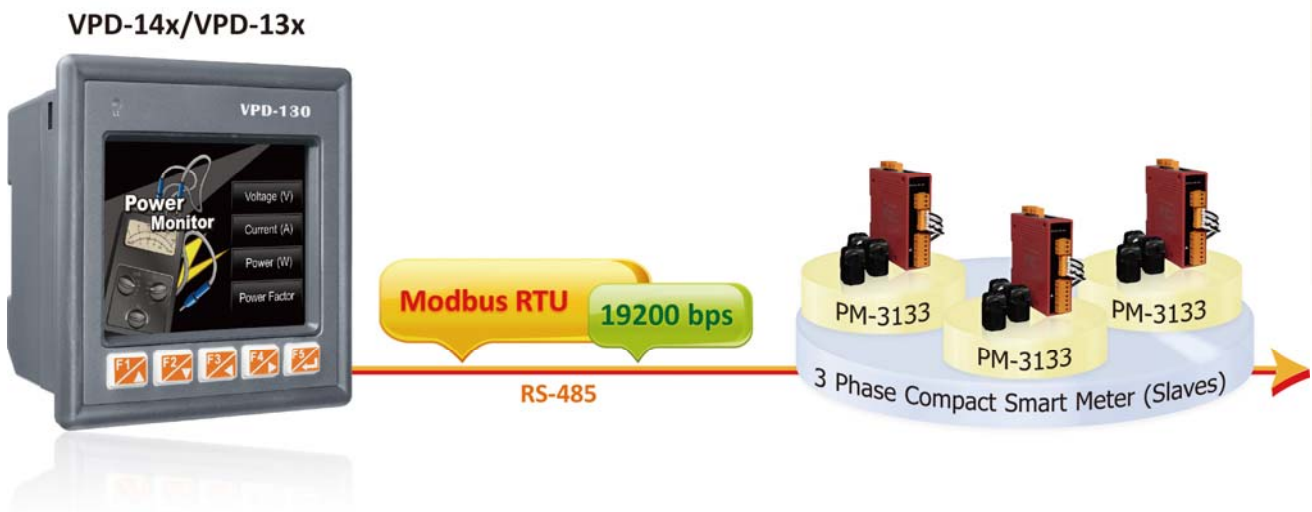 VPD-14x/VPD-13x
VPD-130
Power
Monitor
Voltage (V)
Current (A)
Power (W)
Power Factor
F1
F2
F3
F4
F5
Modbus RTU
19200 bps
RS-485
PM-3133
PM-3133
PM-3133
3 Phase Compact Smart Meter (Slaves)